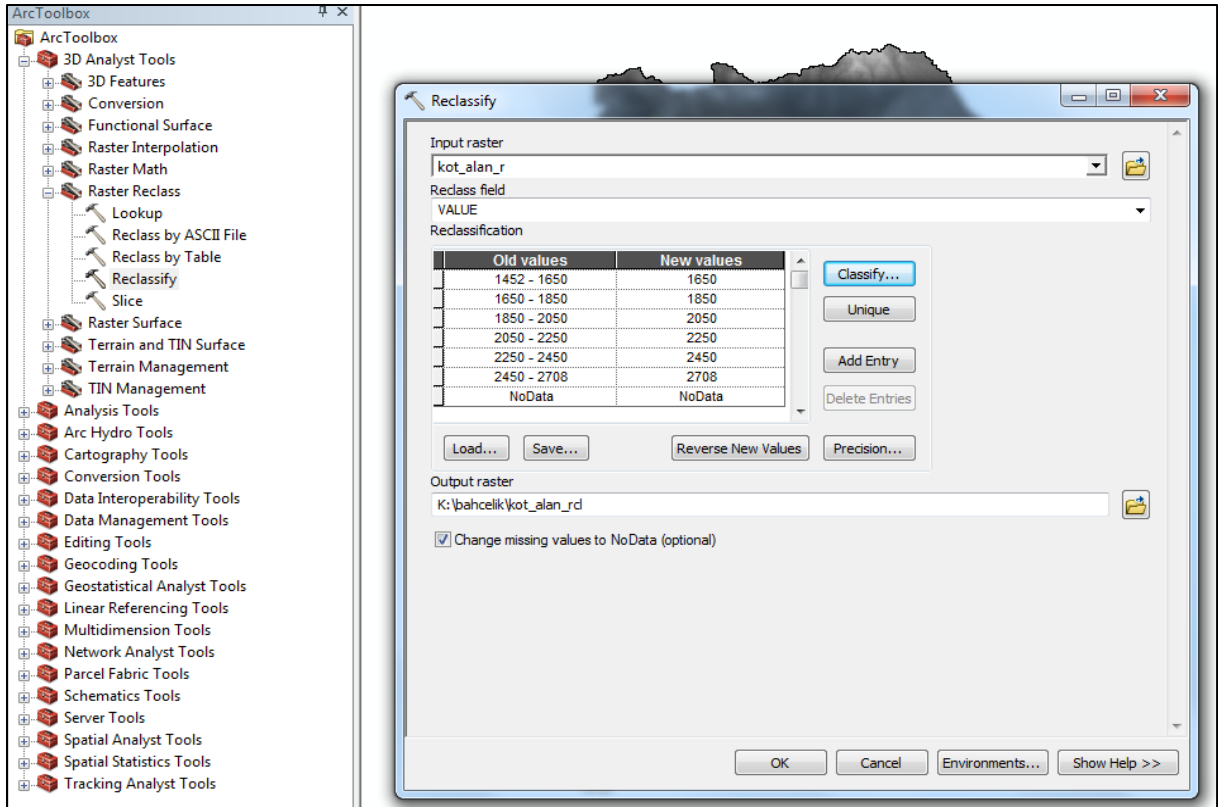 ArcToolbox
ArcToolbox
3D Analyst Tools
3D Features
Conversion
Functional Surface
Raster Interpolation
Raster Math
Raster Reclass
Lookup
Reclass by ASCII File
Reclass by Table
Reclassify
Slice
Raster Surface
Terrain and TIN Surface
Terrain Management
TIN Management
Analysis Tools
Arc Hydro Tools
Cartography Tools
Conversion Tools
Data Interoperability Tools
Data Management Tools
Editing Tools
Geocoding Tools
Geostatistical Analyst Tools
Linear Referencing Tools
Multidimension Tools
Network Analyst Tools
Parcel Fabric Tools
Schematics Tools
Server Tools
Spatial Analyst Tools
Spatial Statistics Tools
Tracking Analyst Tools
Reclassify
Input raster
kot_alan_r
Reclass field
VALUE
Reclassification
Old values New values
1452 - 1650 1650
1650 - 1850 1850
1850 - 2050 2050
2050 - 2250 2250
2250 - 2450 2450
2450 - 2708 2708
NoData NoData
Classify...
Unique
Add Entry
Delete Entries
Load... Save... Reverse New Values Precision...
Output raster
K:\bahcelik\kot_alan_rcl
Change missing values to NoData (optional)
OK Cancel Environments... Show Help >>